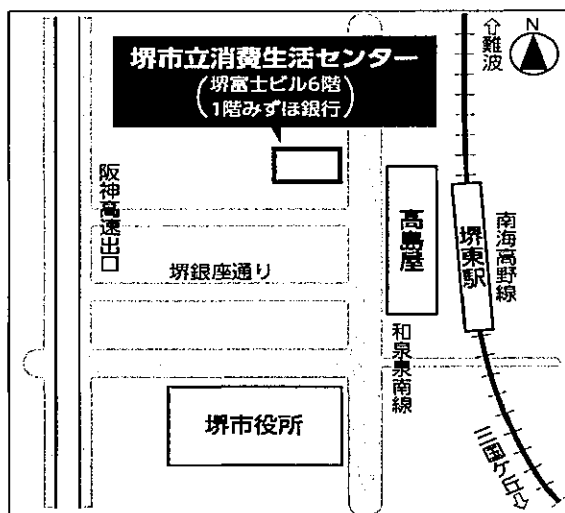 堺市立消費生活センター
(堺富士ビル6階
1階みずほ銀行)
⇧難波
N
阪神高速出口
高島屋
堺東駅
南海高野線
堺銀座通り
和泉泉南線
堺市役所
三国ケ丘⇨